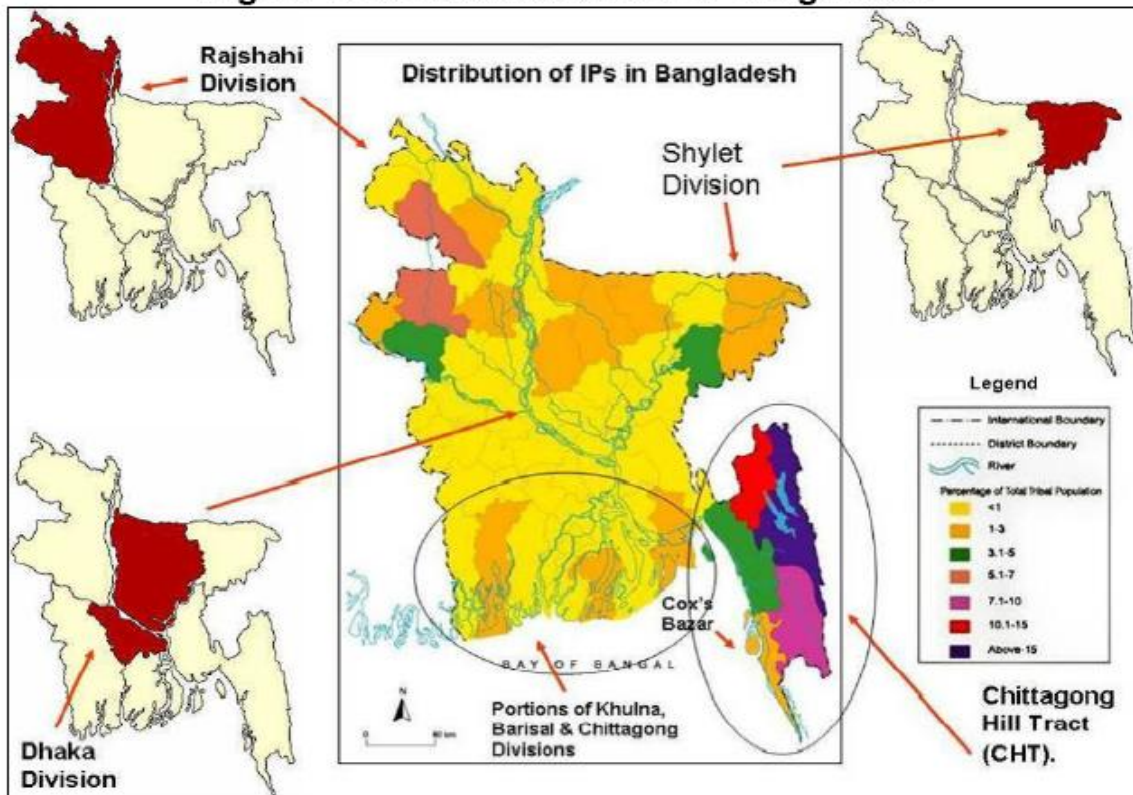 Rajshahi
Division
Distribution of IPs in Bangladesh
Shylet
Division
Legend
International Boundary
District Boundary
River
Percentage of Total Tribal Population
<1
1-3
3.1-5
5.1-7
7.1-10
10.1-15
Above-15
Cox's
Bazar
BAY OF BANGAL
N
Portions of Khulna,
Barisal & Chittagong
Divisions
Chittagong
Hill Tract
(CHT).
Dhaka
Division